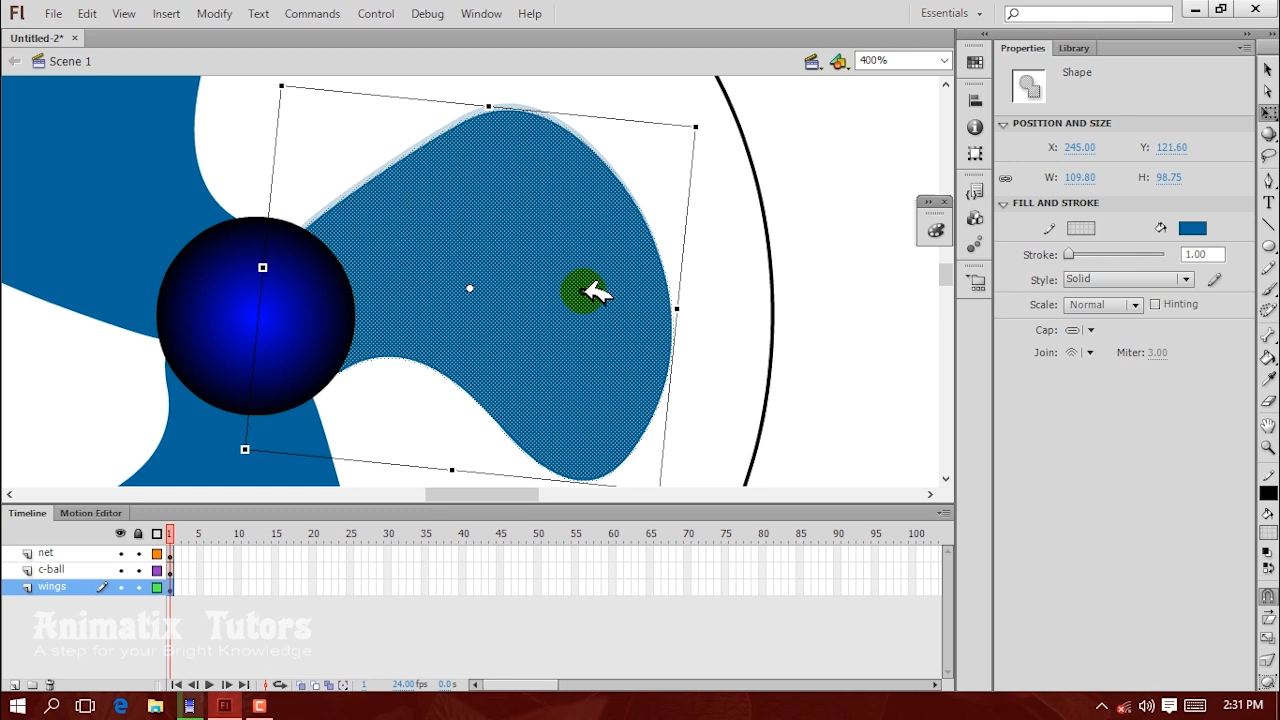 Fl File Edit View Insert Modify Text Commands Control Debug Window Help Essentials
Untitled-2*
Scene 1 400%
Properties Library
Shape
POSITION AND SIZE
X: 245.00 Y: 121.60
W: 109.80 H: 98.75
FILL AND STROKE
Stroke: 1.00
Style: Solid
Scale: Normal Hinting
Cap:
Join: Miter: 3.00
Timeline Motion Editor
1 5 10 15 20 25 30 35 40 45 50 55 60 65 70 75 80 85 90 95 100
net
c-ball
wings
Animatix Tutors
A step for your Bright Knowledge
1 24.00 fps 0.0 s
Fl 2:31 PM